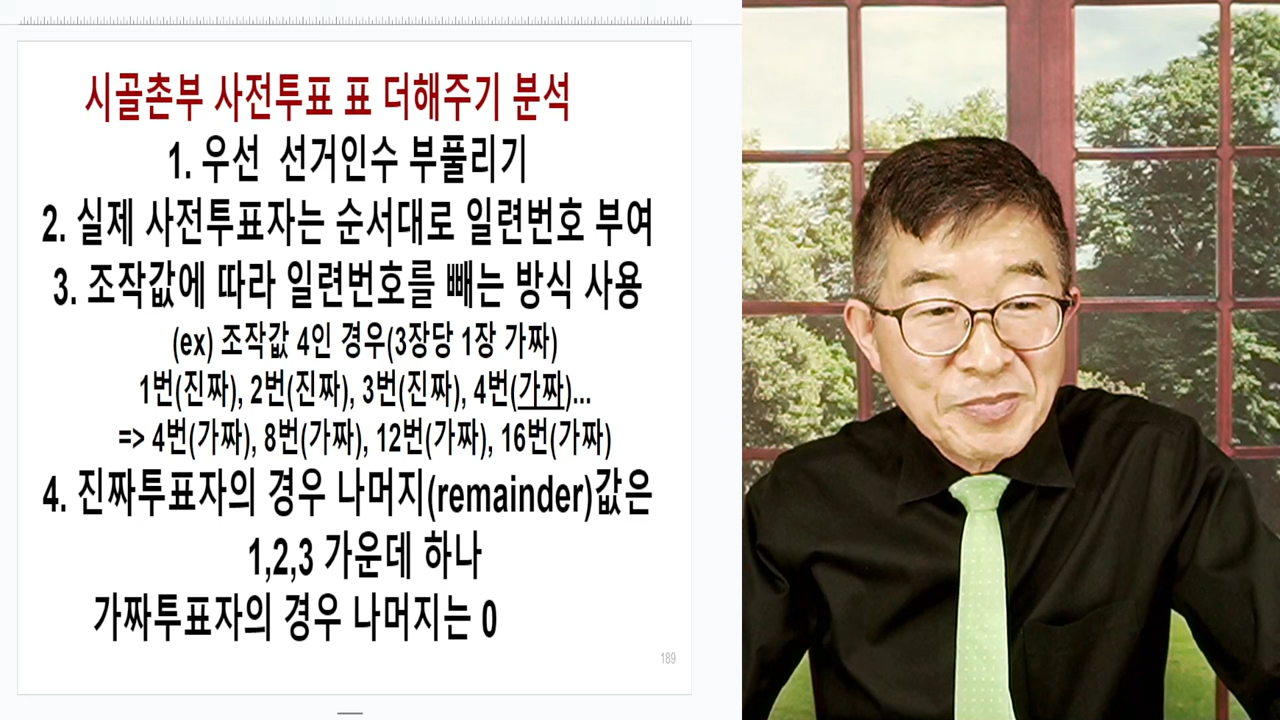 시골촌부 사전투표 표 더해주기 분석
1. 우선 선거인수 부풀리기
2. 실제 사전투표자는 순서대로 일련번호 부여
3. 조작값에 따라 일련번호를 빼는 방식 사용
(ex) 조작값 4인 경우(3장당 1장 가짜)
1번(진짜), 2번(진짜), 3번(진짜), 4번(가짜)...
=> 4번(가짜), 8번(가짜), 12번(가짜), 16번(가짜)
4. 진짜투표자의 경우 나머지(remainder)값은
1,2,3 가운데 하나
가짜투표자의 경우 나머지는 0
189